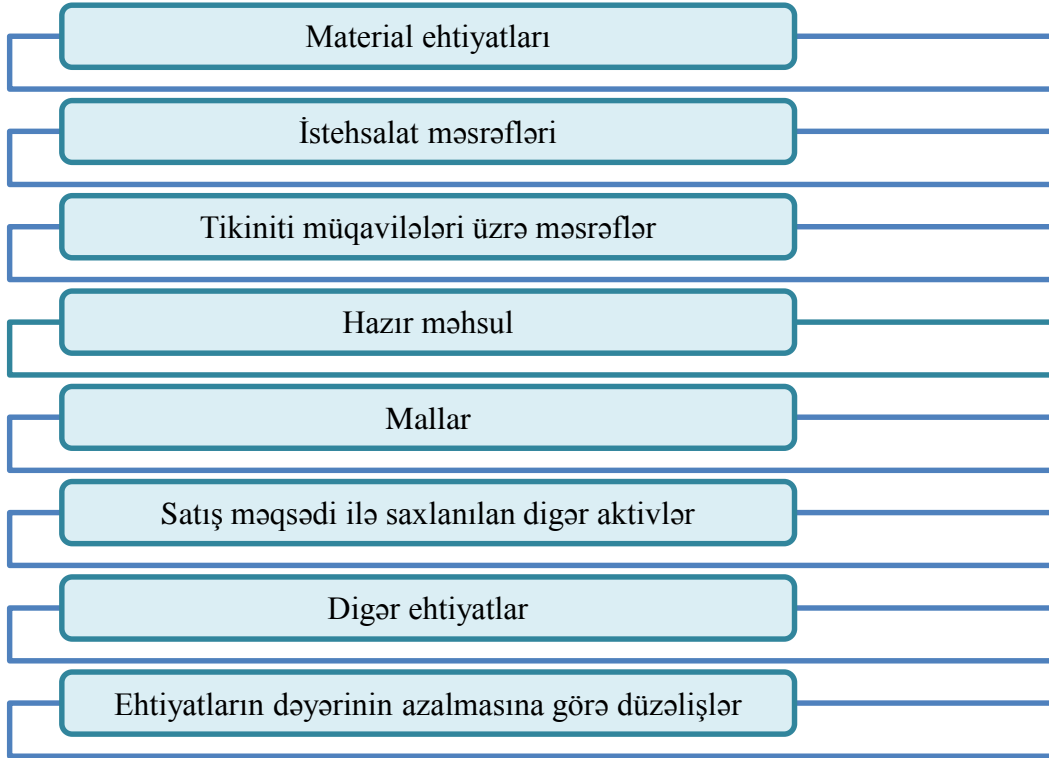 Material ehtiyatları
İstehsalat məsrəfləri
Tikiniti müqavilələri üzrə məsrəflər
Hazır məhsul
Mallar
Satış məqsədi ilə saxlanılan digər aktivlər
Digər ehtiyatlar
Ehtiyatların dəyərinin azalmasına görə düzəlişlər